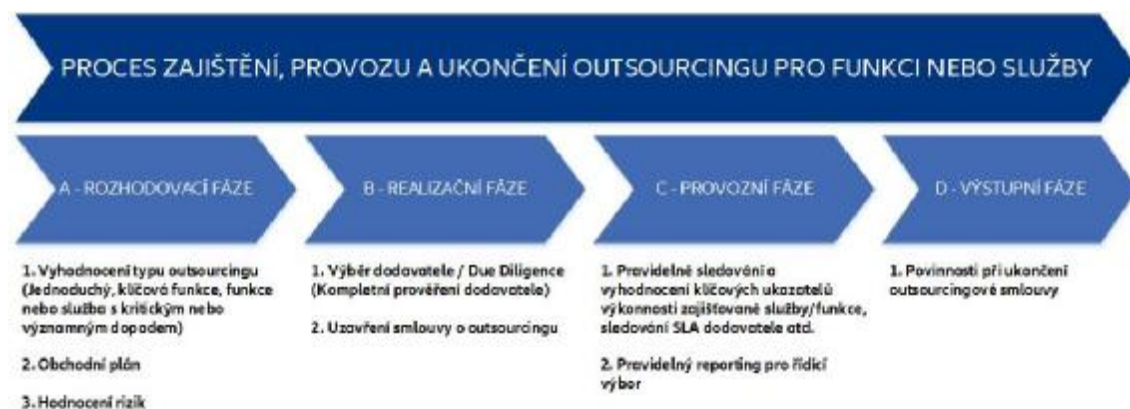 PROCES ZAJIŠTĚNÍ, PROVOZU A UKONČENÍ OUTSOURCINGU PRO FUNKCI NEBO SLUŽBY
A - ROZHODOVACÍ FÁZE
B - REALIZAČNÍ FÁZE
C - PROVOZNÍ FÁZE
D - VÝSTUPNÍ FÁZE
1. Vyhodnocení typu outsourcingu
(Jednoduchý, klíčová funkce, funkce
nebo služba s kritickým nebo
významným dopadem)
2. Obchodní plán
3. Hodnocení rizik
1. Výběr dodavatele / Due Diligence
(Kompletní prověření dodavatele)
2. Uzavření smlouvy o outsourcingu
1. Pravidelné sledování a
vyhodnocení klíčových ukazatelů
výkonnosti zajišťované služby/funkce,
sledování SLA dodavatele atd.
2. Pravidelný reporting pro řídicí
výbor
1. Povinnosti při ukončení
outsourcingové smlouvy